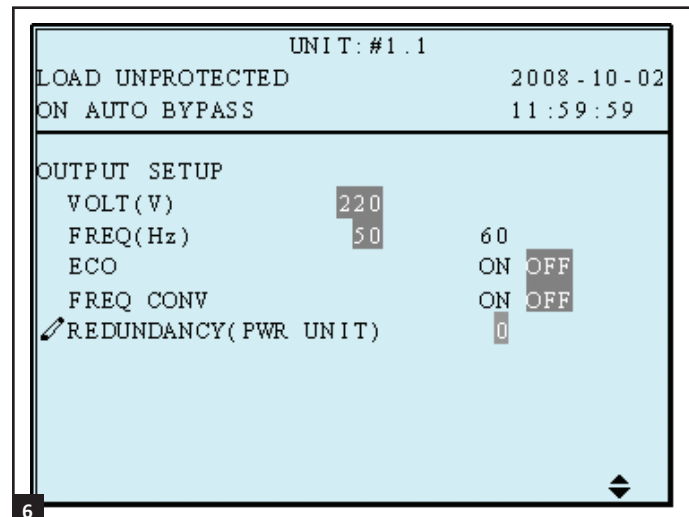 UNIT:#1.1
LOAD UNPROTECTED 2008-10-02
ON AUTO BYPASS 11:59:59
OUTPUT SETUP
VOLT(V) 220
FREQ(Hz) 50 60
ECO ON OFF
FREQ CONV ON OFF
REDUNDANCY(PWR UNIT) 0
6